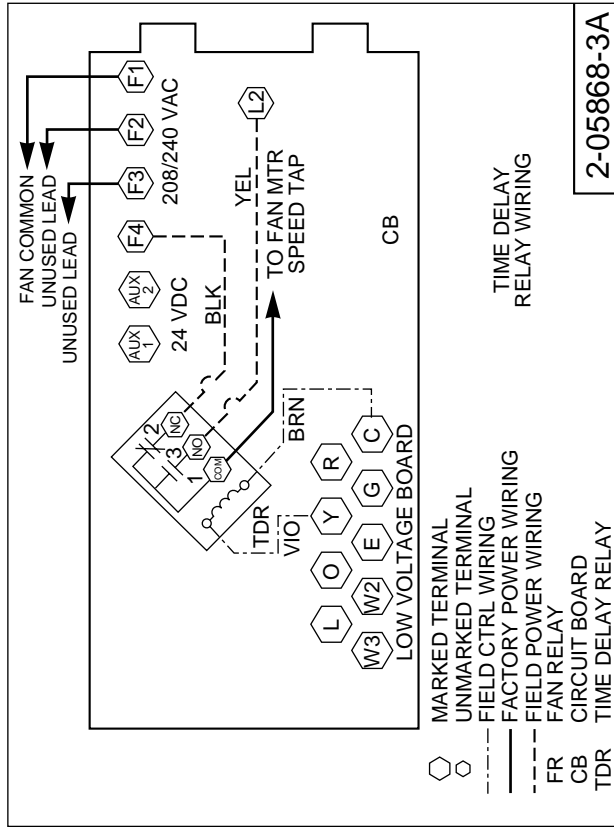 FAN COMMON
UNUSED LEAD
UNUSED LEAD
F1
F2
F3
F4
208/240 VAC
AUX
2
AUX
1
24 VDC
L2
YEL
BLK
TO FAN MTR
SPEED TAP
CB
2
NC
3
NO
1
COM
TDR
VIO
BRN
L
O
Y
R
W3
W2
E
G
C
LOW VOLTAGE BOARD
MARKED TERMINAL
UNMARKED TERMINAL
FIELD CTRL WIRING
FACTORY POWER WIRING
FIELD POWER WIRING
FR FAN RELAY
CB CIRCUIT BOARD
TDR TIME DELAY RELAY
TIME DELAY
RELAY WIRING
2-05868-3A